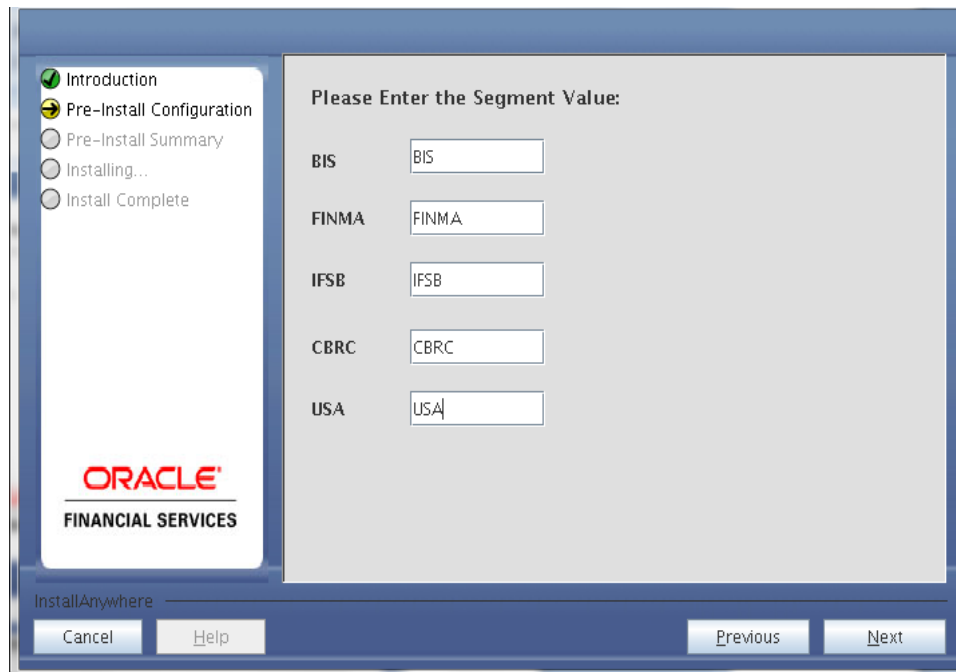 Introduction
Pre-Install Configuration
Pre-Install Summary
Installing...
Install Complete
ORACLE
FINANCIAL SERVICES
Please Enter the Segment Value:
BIS BIS
FINMA FINMA
IFSB IFSB
CBRC CBRC
USA USA
InstallAnywhere
Cancel Help Previous Next